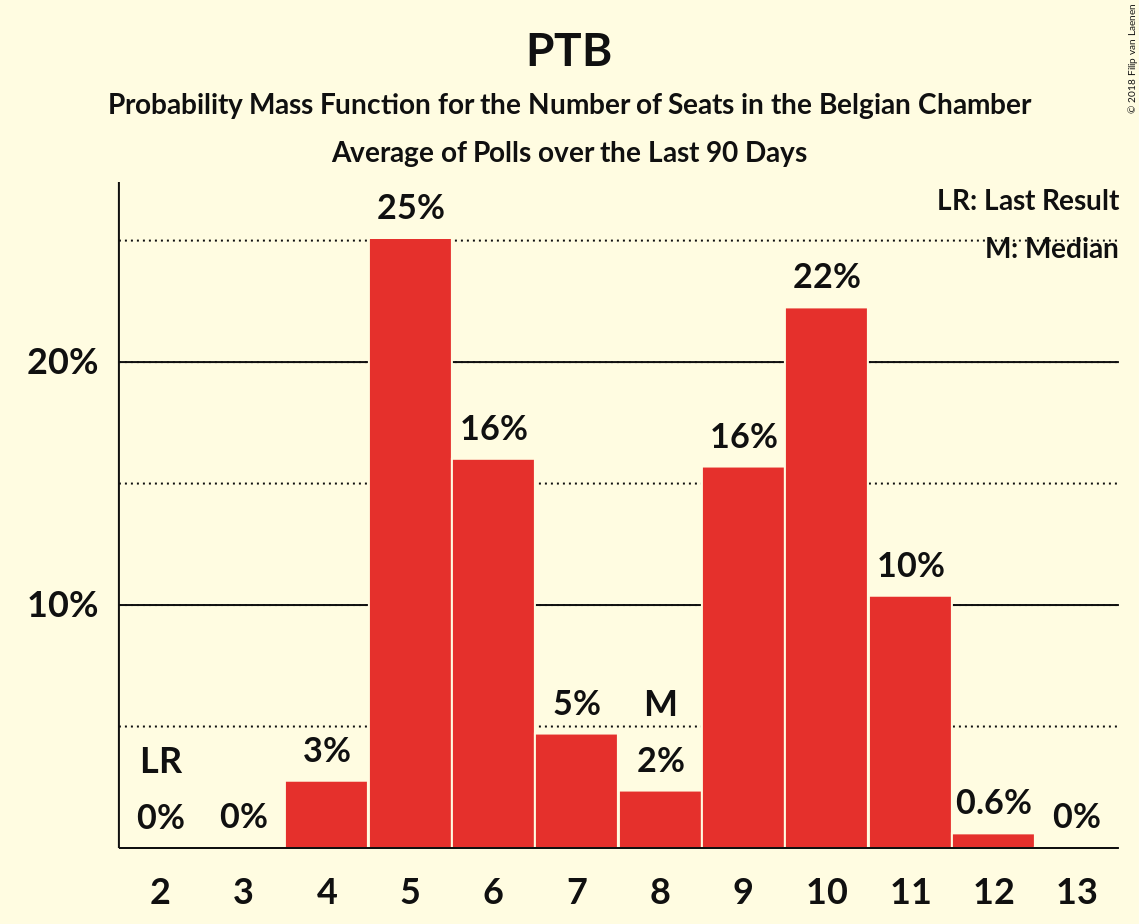 PTB
Probability Mass Function for the Number of Seats in the Belgian Chamber
Average of Polls over the Last 90 Days
© 2018 Filip van Laenen
LR: Last Result
M: Median
20%
10%
LR
0%
0%
3%
25%
16%
5%
M
2%
16%
22%
10%
0.6%
0%
2 3 4 5 6 7 8 9 10 11 12 13